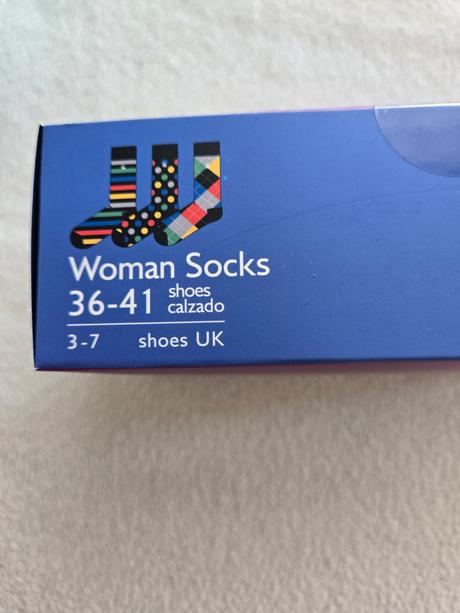 Woman Socks
36-41 shoes
calzado
3-7 shoes UK